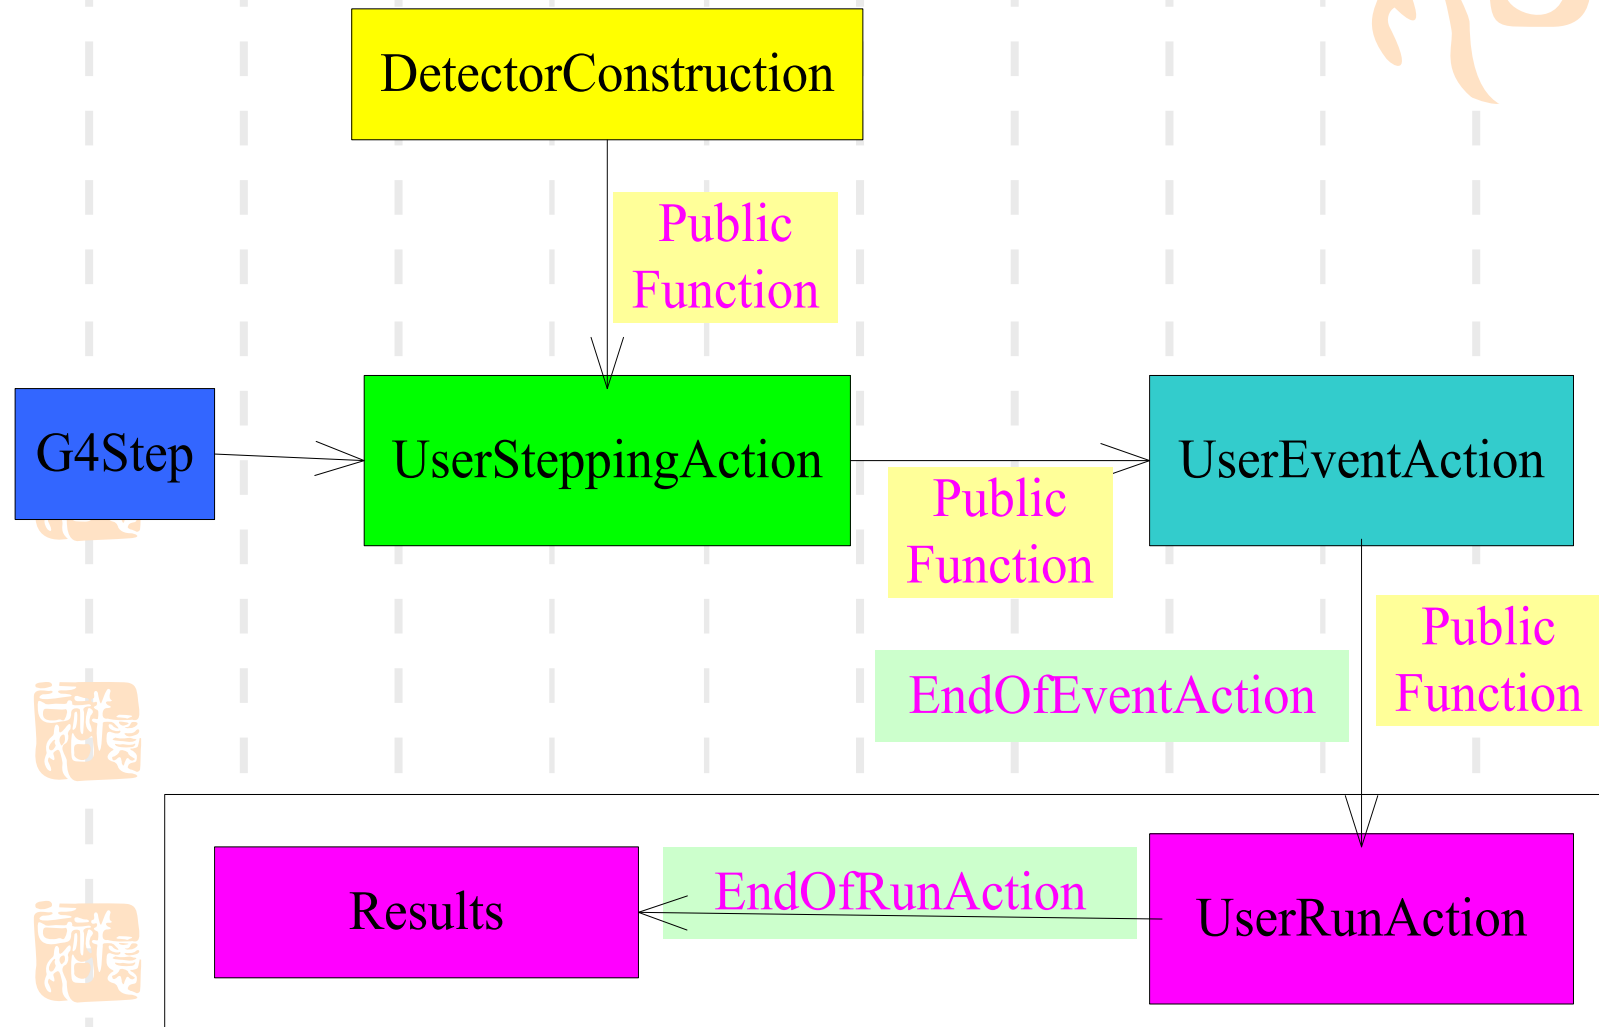 DetectorConstruction
Public
Function
G4Step
UserSteppingAction
UserEventAction
Public
Function
Public
Function
EndOfEventAction
Results
EndOfRunAction
UserRunAction